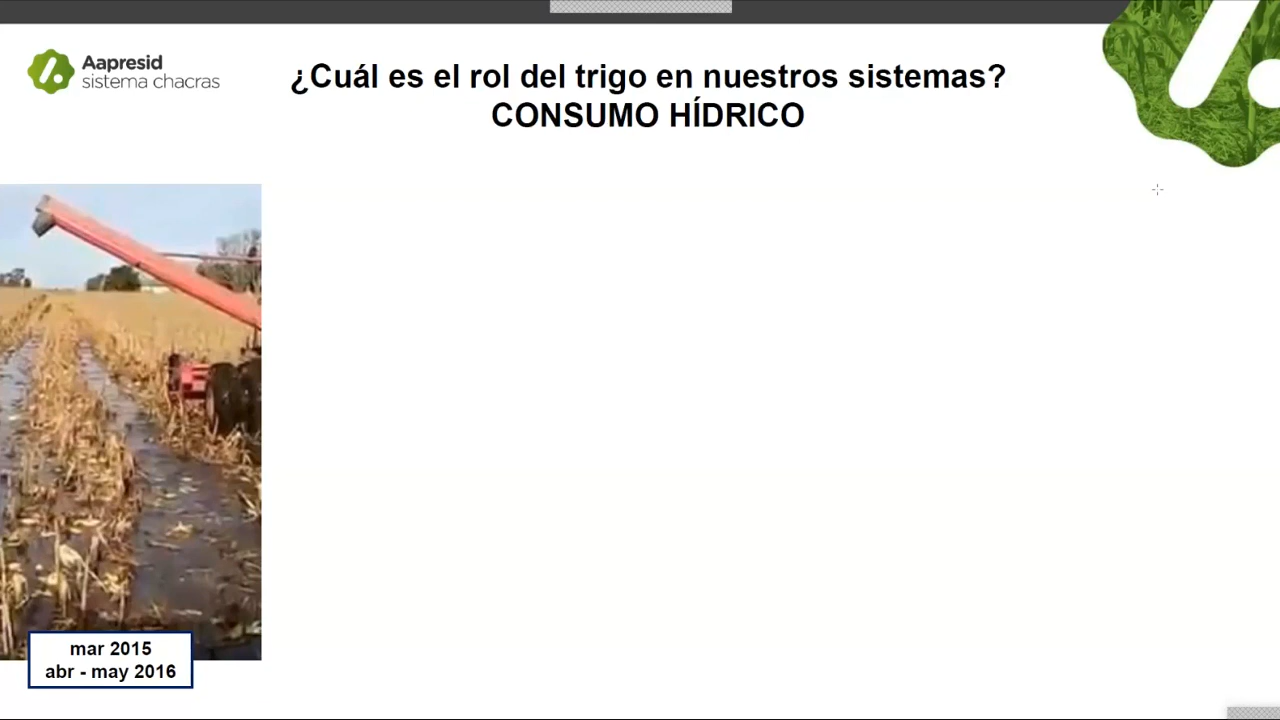 Aapresid
sistema chacras
¿Cuál es el rol del trigo en nuestros sistemas?
CONSUMO HÍDRICO
mar 2015
abr - may 2016